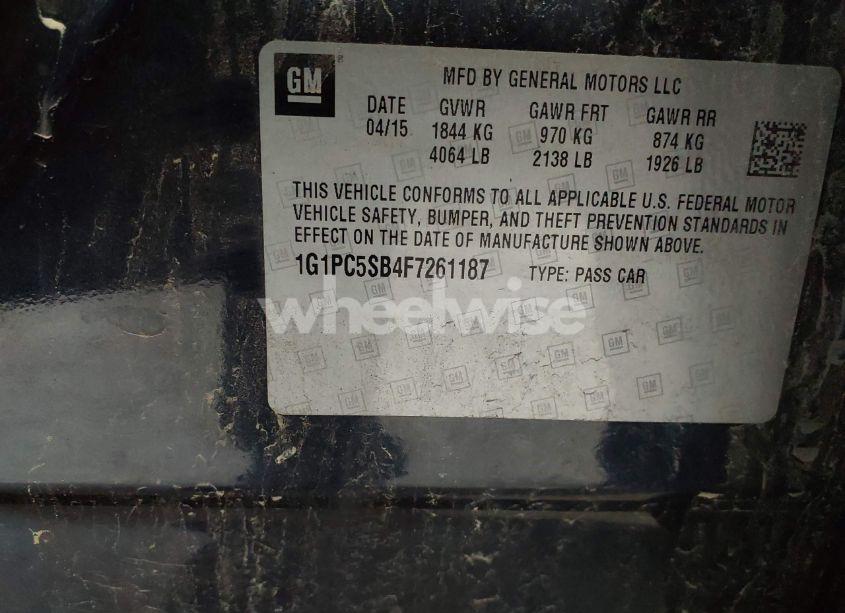 GM
MFD BY GENERAL MOTORS LLC
DATE GVWR GAWR FRT GAWR RR
04/15 1844 KG 970 KG 874 KG
4064 LB 2138 LB 1926 LB
THIS VEHICLE CONFORMS TO ALL APPLICABLE U.S. FEDERAL MOTOR
VEHICLE SAFETY, BUMPER, AND THEFT PREVENTION STANDARDS IN
EFFECT ON THE DATE OF MANUFACTURE SHOWN ABOVE.
1G1PC5SB4F7261187 TYPE: PASS CAR
wheelwise